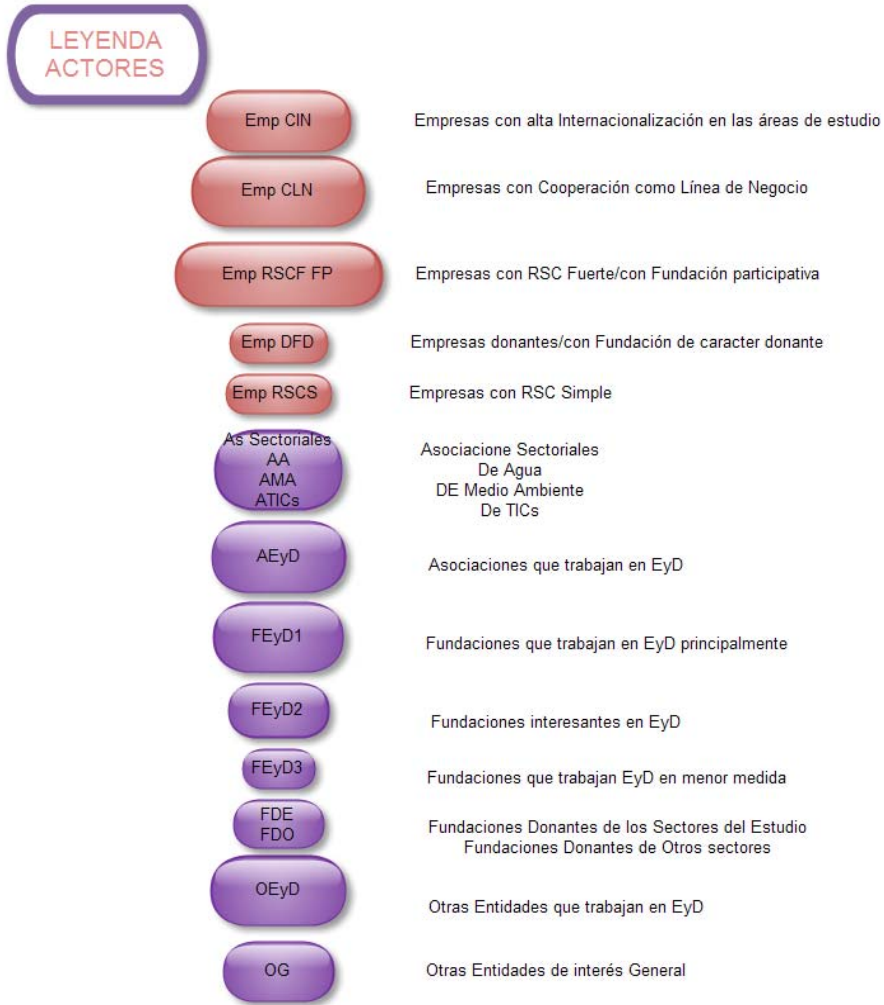 LEYENDA
ACTORES
Emp CIN
Empresas con alta Internacionalización en las áreas de estudio
Emp CLN
Empresas con Cooperación como Línea de Negocio
Emp RSCF FP
Empresas con RSC Fuerte/con Fundación participativa
Emp DFD
Empresas donantes/con Fundación de caracter donante
Emp RSCS
Empresas con RSC Simple
As Sectoriales
AA
AMA
ATICs
Asociacione Sectoriales
De Agua
DE Medio Ambiente
De TICs
AEyD
Asociaciones que trabajan en EyD
FEyD1
Fundaciones que trabajan en EyD principalmente
FEyD2
Fundaciones interesantes en EyD
FEyD3
Fundaciones que trabajan EyD en menor medida
FDE
FDO
Fundaciones Donantes de los Sectores del Estudio
Fundaciones Donantes de Otros sectores
OEyD
Otras Entidades que trabajan en EyD
OG
Otras Entidades de interés General